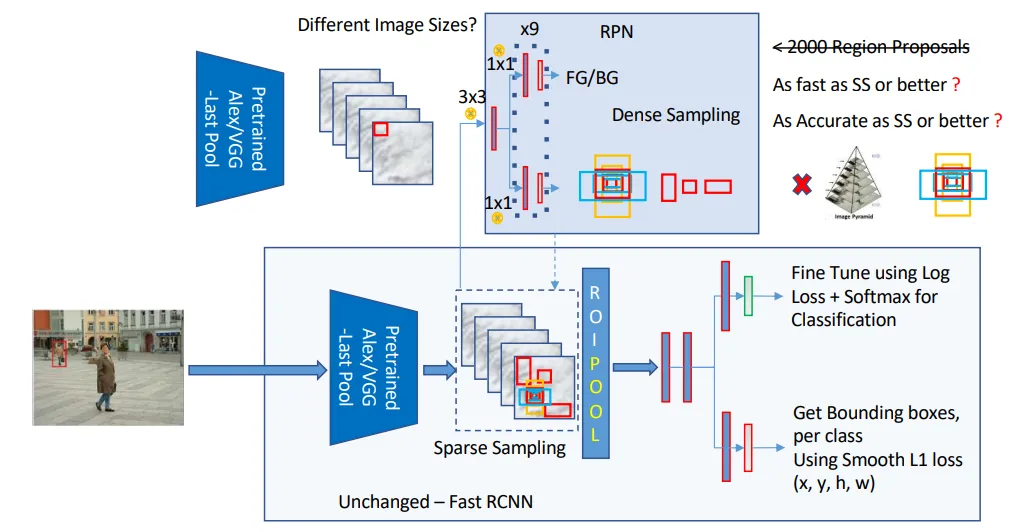 Different Image Sizes?
Pretrained
Alex/VGG
-Last Pool
x9
RPN
1x1
FG/BG
3x3
Dense Sampling
1x1
< 2000 Region Proposals
As fast as SS or better ?
As Accurate as SS or better ?
Image Pyramid
Pretrained
Alex/VGG
-Last Pool
Sparse Sampling
R
O
I
P
O
O
L
Fine Tune using Log
Loss + Softmax for
Classification
Get Bounding boxes,
per class
Using Smooth L1 loss
(x, y, h, w)
Unchanged – Fast RCNN